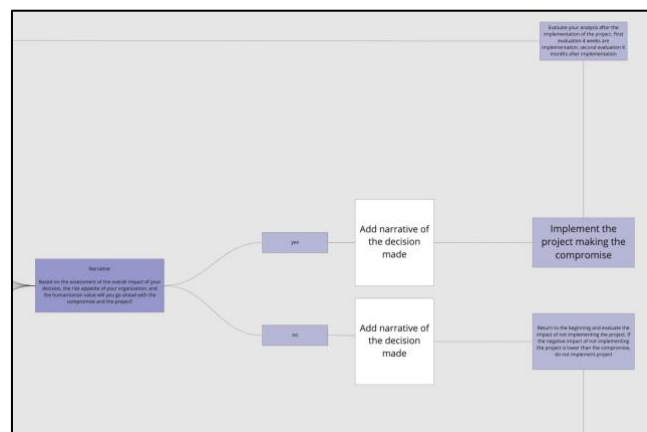 Evaluate your analysis after the
implementation of the project, First
evaluation 4 weeks are
implementation, second evaluation 6
months after implementation
yes
Add narrative of
the decision
made
Implement the
project making the
compromise
Narrative
Based on the assessment of the overall impact of your
decision, the risk appetite of your organization, and
the humanitarian value will you go ahead with the
compromise and the project?
no
Add narrative of
the decision
made
Return to the beginning and evaluate the
impact of not implementing the project, if
the negative impact of not implementing
the project is lower than the compromise,
do not implement project